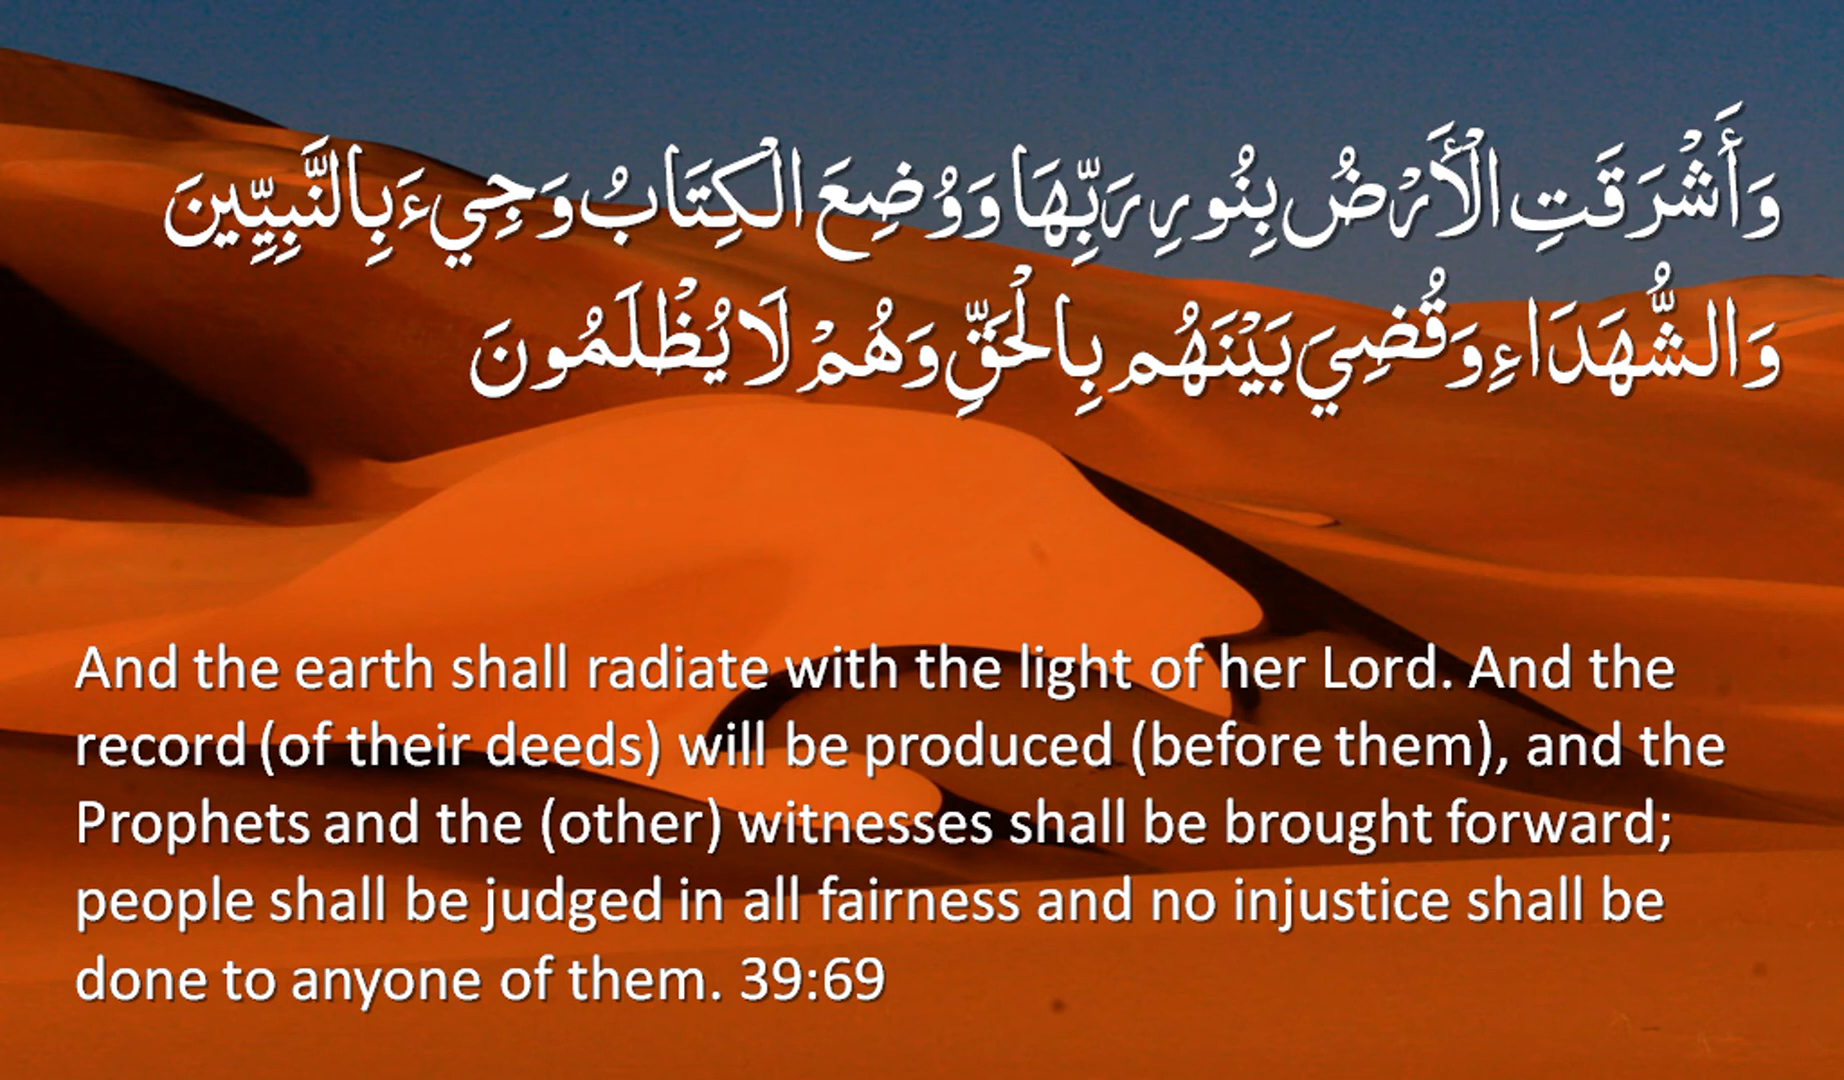 وَأَشْرَقَتِ الْأَرْضُ بِنُورِ رَبِّهَا وَوُضِعَ الْكِتَابُ وَجِيءَ بِالنَّبِيِّينَ
وَالشُّهَدَاءِ وَقُضِيَ بَيْنَهُم بِالْحَقِّ وَهُمْ لَا يُظْلَمُونَ
And the earth shall radiate with the light of her Lord. And the
record (of their deeds) will be produced (before them), and the
Prophets and the (other) witnesses shall be brought forward;
people shall be judged in all fairness and no injustice shall be
done to anyone of them. 39:69